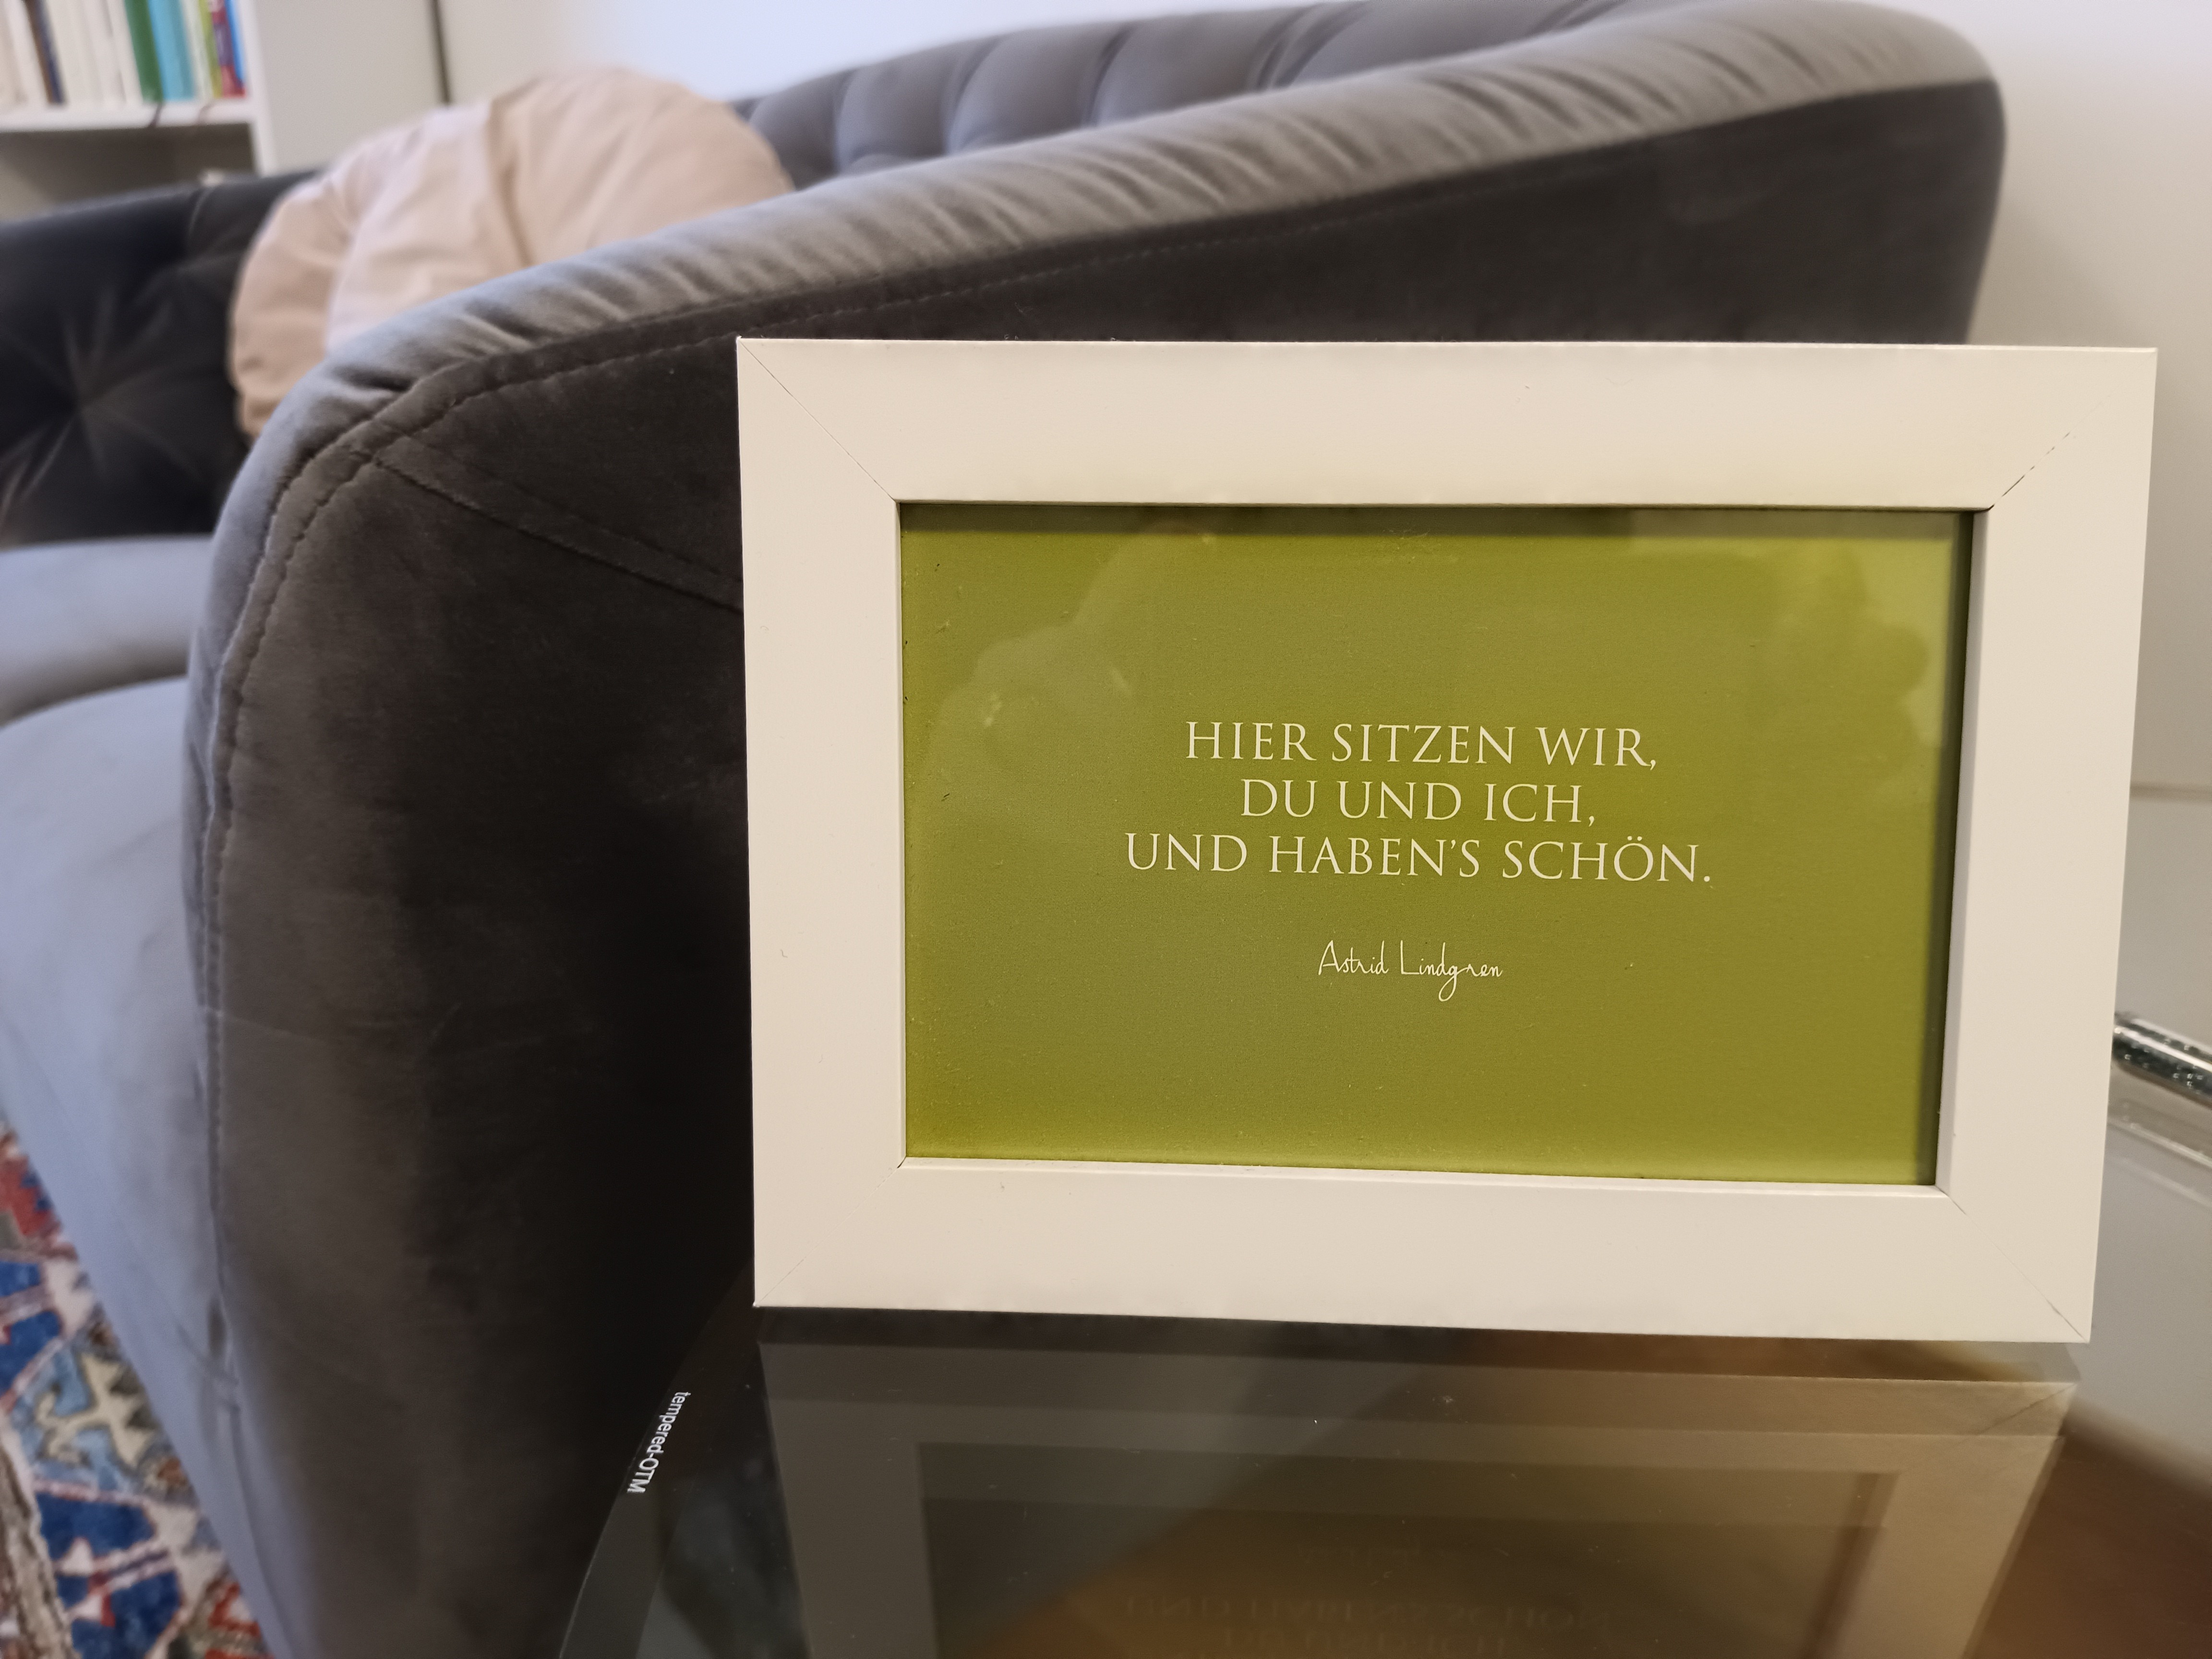 HIER SITZEN WIR,
DU UND ICH,
UND HABEN'S SCHÖN.
Astrid Lindgren
tempered-OTM